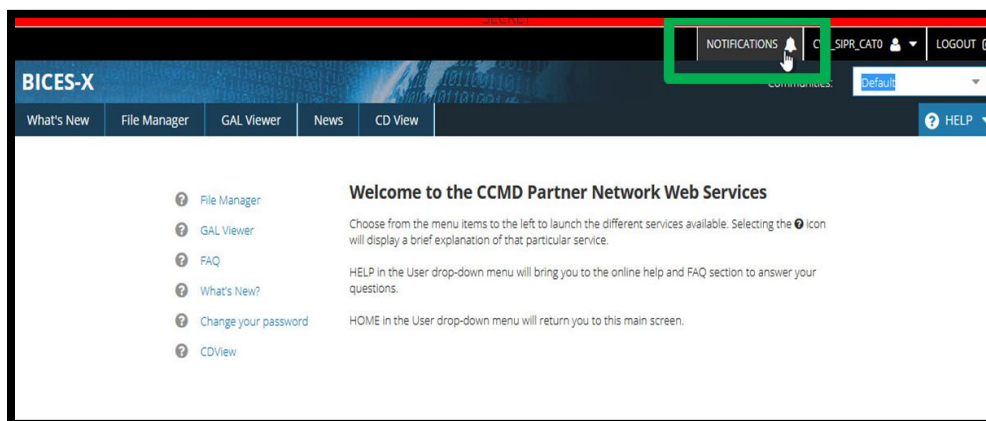 SECRET
NOTIFICATIONS
_SIPR_CAT0
LOGOUT
BICES-X
Communities:
Default
What's New
File Manager
GAL Viewer
News
CD View
HELP
File Manager
GAL Viewer
FAQ
What's New?
Change your password
CDView
Welcome to the CCMD Partner Network Web Services
Choose from the menu items to the left to launch the different services available. Selecting the ? icon
will display a brief explanation of that particular service.
HELP in the User drop-down menu will bring you to the online help and FAQ section to answer your
questions.
HOME in the User drop-down menu will return you to this main screen.